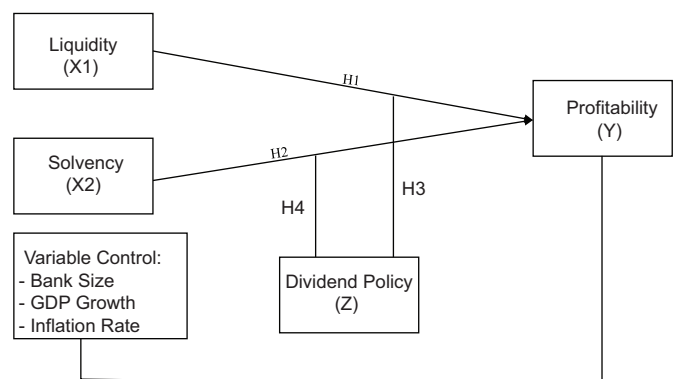 Liquidity
(X1)
H1
Profitability
(Y)
Solvency
(X2)
H2
H4
H3
Variable Control:
- Bank Size
- GDP Growth
- Inflation Rate
Dividend Policy
(Z)